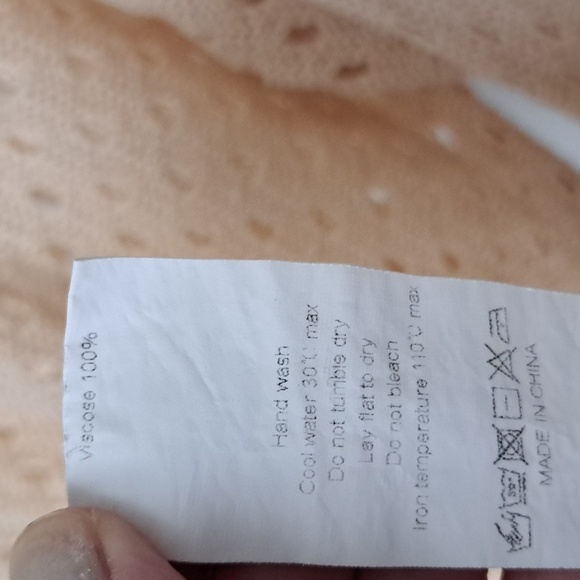 Viscose 100%
Hand wash
Cool water 30℃ max
Do not tumble dry
Lay flat to dry
Do not bleach
Iron temperature 110℃ max
MADE IN CHINA